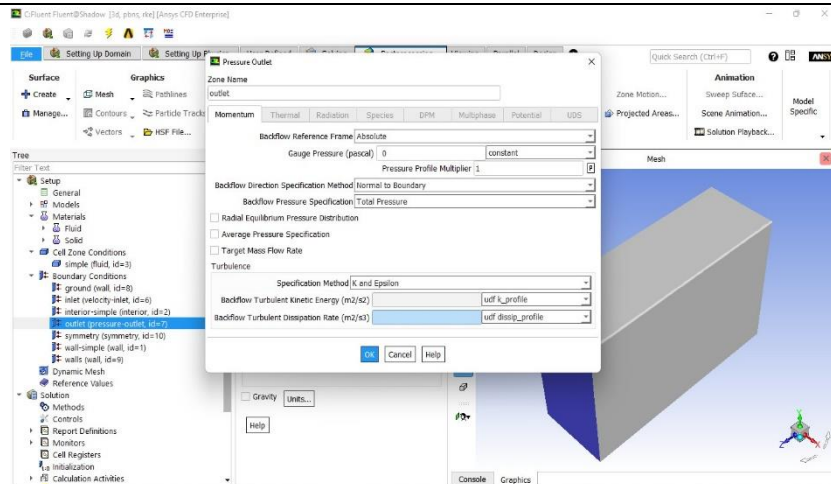 Fluent@Shadow [3d, pbns, rke] [Ansys CFD Enterprise]
File
Setting Up Domain
Setting Up
Quick Search (Ctrl+F)
ANSY
Surface
Graphics
Animation
Create
Mesh
Pathlines
Zone Motion...
Sweep Surface...
Model
Specific
Manage...
Contours
Particle Tracks
Projected Areas...
Scene Animation...
Vectors
HSF File...
Solution Playback...
Pressure Outlet
Zone Name
outlet
Momentum
Thermal
Radiation
Species
DPM
Multiphase
Potential
UDS
Backflow Reference Frame Absolute
Gauge Pressure (pascal) 0
constant
Pressure Profile Multiplier 1
Backflow Direction Specification Method Normal to Boundary
Backflow Pressure Specification Total Pressure
Radial Equilibrium Pressure Distribution
Average Pressure Specification
Target Mass Flow Rate
Turbulence
Specification Method K and Epsilon
Backflow Turbulent Kinetic Energy (m2/s2)
udf k_profile
Backflow Turbulent Dissipation Rate (m2/s3)
udf dissip_profile
OK
Cancel
Help
Tree
Filter Text
Setup
General
Models
Materials
Fluid
Solid
Cell Zone Conditions
simple (fluid, id=3)
Boundary Conditions
ground (wall, id=8)
inlet (velocity-inlet, id=6)
interior-simple (interior, id=2)
outlet (pressure-outlet, id=7)
symmetry (symmetry, id=10)
wall-simple (wall, id=1)
walls (wall, id=9)
Dynamic Mesh
Reference Values
Solution
Methods
Controls
Report Definitions
Monitors
Cell Registers
Initialization
Calculation Activities
Gravity
Units...
Help
Mesh
Console
Graphics